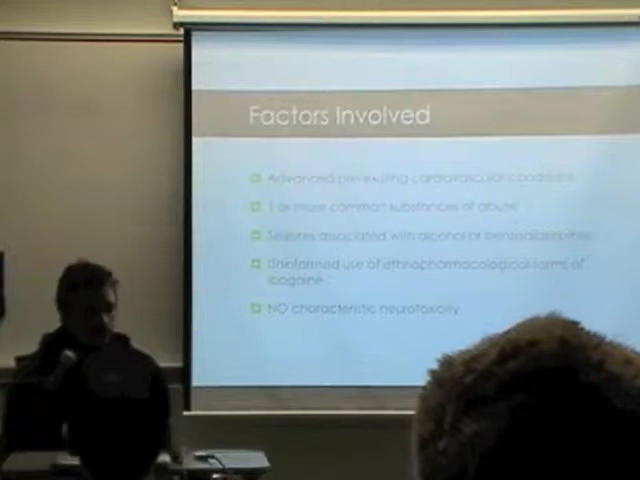 Factors Involved
Advanced pre-existing cardiovascular conditions
1 or more common substances of abuse
Seizures associated with alcohol or benzodiazepines
Uninformed use of ethnopharmacological forms of
ibogaine
NO characteristic neurotoxicity